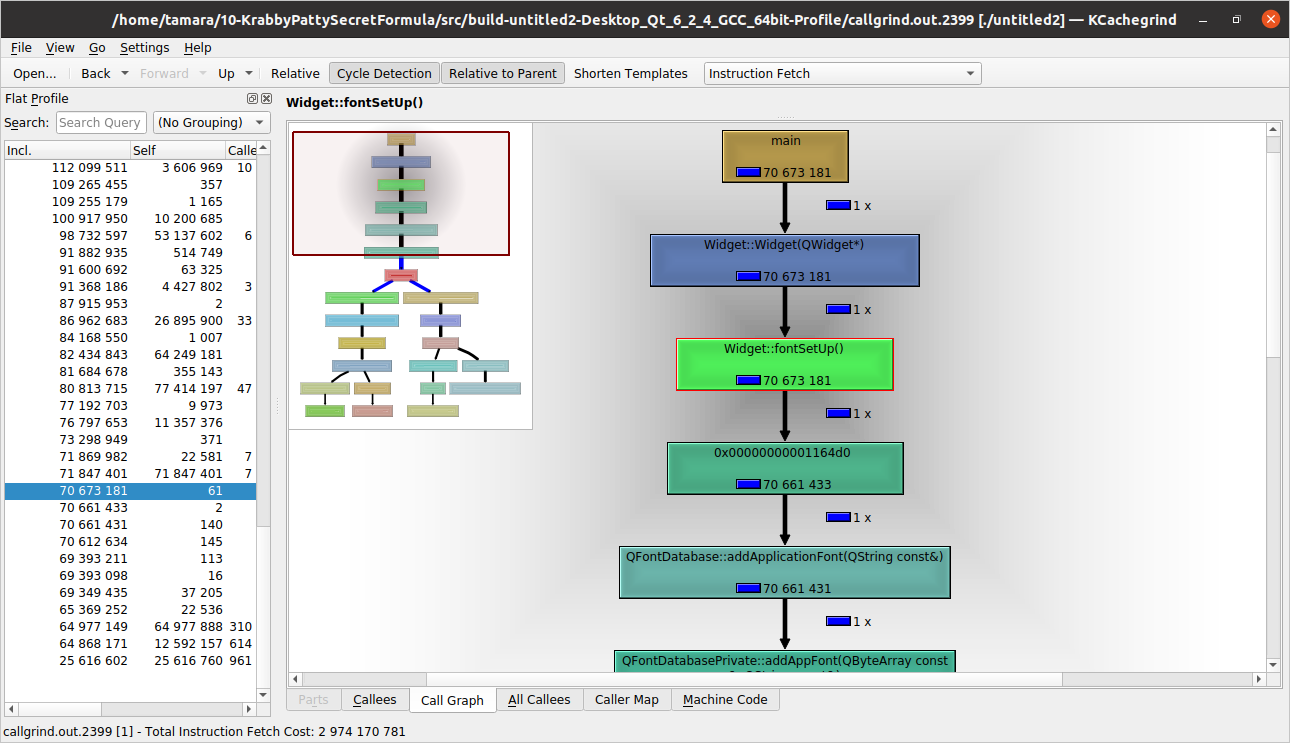 /home/tamara/10-KrabbyPattySecretFormula/src/build-untitled2-Desktop_Qt_6_2_4_GCC_64bit-Profile/callgrind.out.2399 [./untitled2] — KCachegrind
File View Go Settings Help
Open... Back Forward Up Relative Cycle Detection Relative to Parent Shorten Templates Instruction Fetch
Flat Profile
Search: Search Query (No Grouping)
Incl. Self Calle
112 099 511 3 606 969 10
109 265 455 357
109 255 179 1 165
100 917 950 10 200 685
98 732 597 53 137 602 6
91 882 935 514 749
91 600 692 63 325
91 368 186 4 427 802 3
87 915 953 2
86 962 683 26 895 900 33
84 168 550 1 007
82 434 843 64 249 181
81 684 678 355 143
80 813 715 77 414 197 47
77 192 703 9 973
76 797 653 11 357 376
73 298 949 371
71 869 982 22 581 7
71 847 401 71 847 401 7
70 673 181 61
70 661 433 2
70 661 431 140
70 612 634 145
69 393 211 113
69 393 098 16
69 349 435 37 205
65 369 252 22 536
64 977 149 64 977 888 310
64 868 171 12 592 157 614
25 616 602 25 616 760 961
Widget::fontSetUp()
main
70 673 181
1 x
Widget::Widget(QWidget*)
70 673 181
1 x
Widget::fontSetUp()
70 673 181
1 x
0x00000000001164d0
70 661 433
1 x
QFontDatabase::addApplicationFont(QString const&)
70 661 431
1 x
QFontDatabasePrivate::addAppFont(QByteArray const
Parts Callees Call Graph All Callees Caller Map Machine Code
callgrind.out.2399 [1] - Total Instruction Fetch Cost: 2 974 170 781